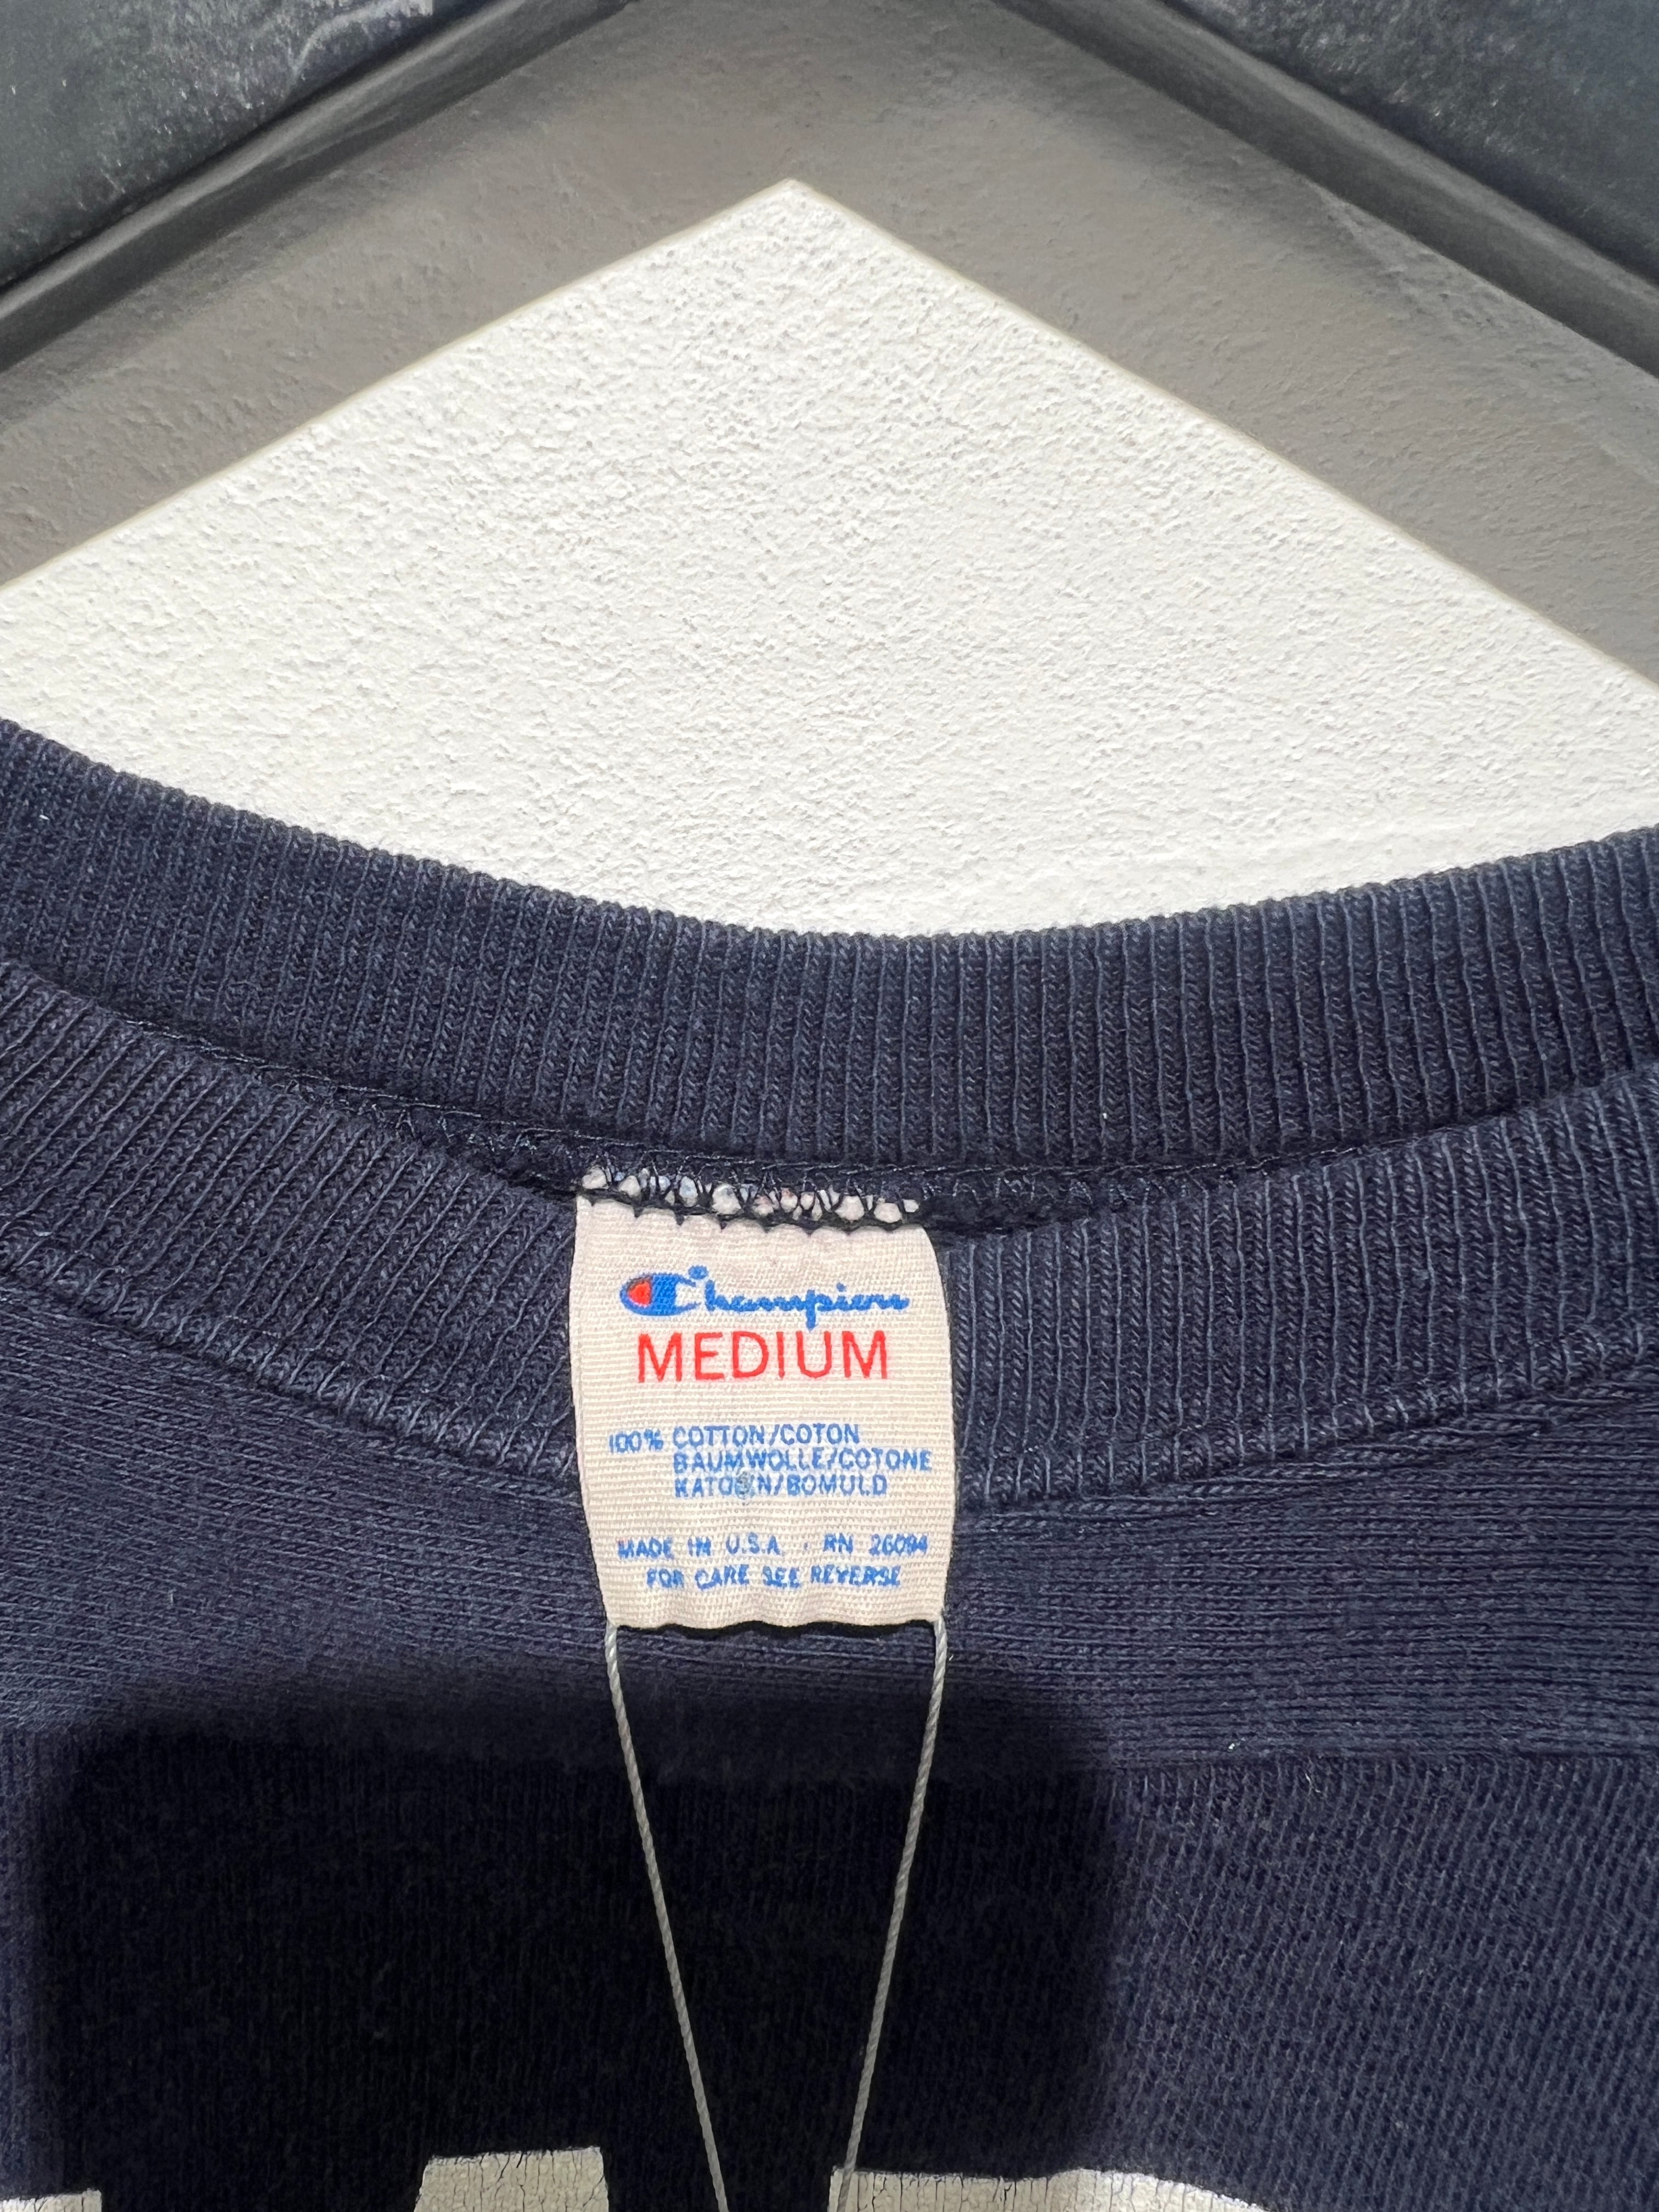 Champion
MEDIUM
100% COTTON/COTON
BAUMWOLLE/COTONE
KATOEN/BOMULD
MADE IN U.S.A. · RN 26094
FOR CARE SEE REVERSE